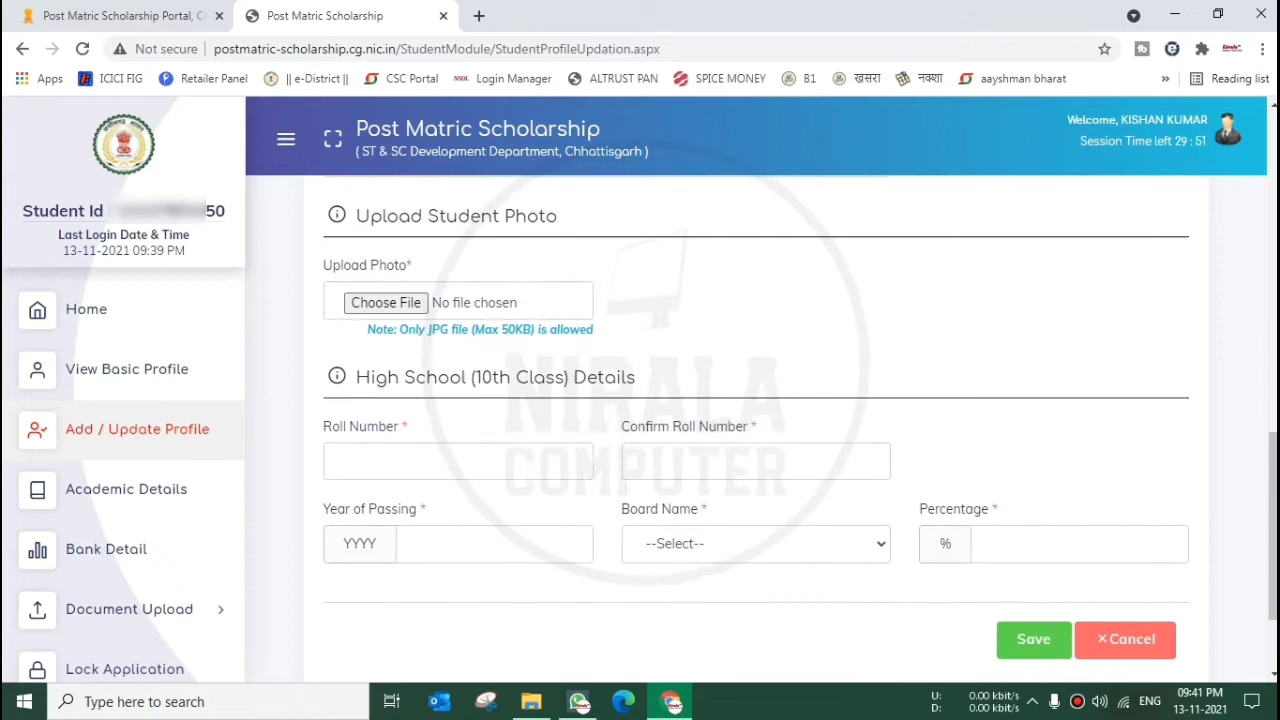 Post Matric Scholarship Portal, C
Post Matric Scholarship
Not secure
postmatric-scholarship.cg.nic.in/StudentModule/StudentProfileUpdation.aspx
Apps
ICICI FIG
Retailer Panel
|| e-District ||
CSC Portal
Login Manager
ALTRUST PAN
SPICE MONEY
B1
खसरा
नक्शा
aayshman bharat
»
Reading list
Post Matric Scholarship
( ST & SC Development Department, Chhattisgarh )
Welcome, KISHAN KUMAR
Session Time left 29 : 51
Student Id 50
Last Login Date & Time
13-11-2021 09:39 PM
Home
View Basic Profile
Add / Update Profile
Academic Details
Bank Detail
Document Upload
Lock Application
Upload Student Photo
Upload Photo*
Choose File No file chosen
Note: Only JPG file (Max 50KB) is allowed
High School (10th Class) Details
Roll Number *
Confirm Roll Number *
Year of Passing *
Board Name *
Percentage *
YYYY
--Select--
%
Save
×Cancel
NIRALA
COMPUTER
Type here to search
U: 0.00 kbit/s
D: 0.00 kbit/s
ENG
09:41 PM
13-11-2021